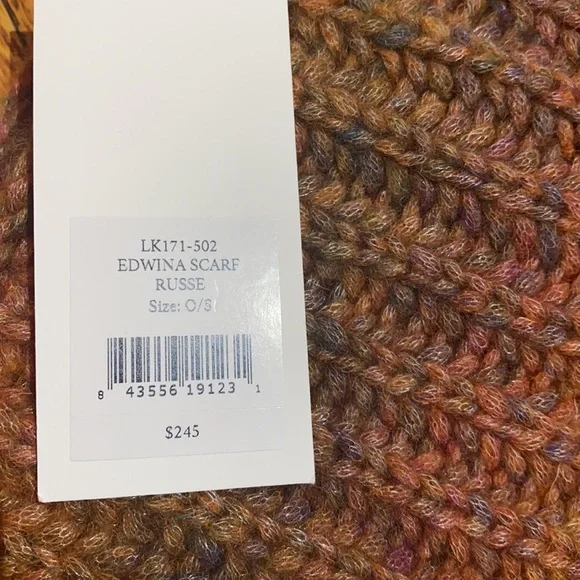 LK171-502
EDWINA SCARF
RUSSE
Size: O/S
8 43556 19123 1
$245